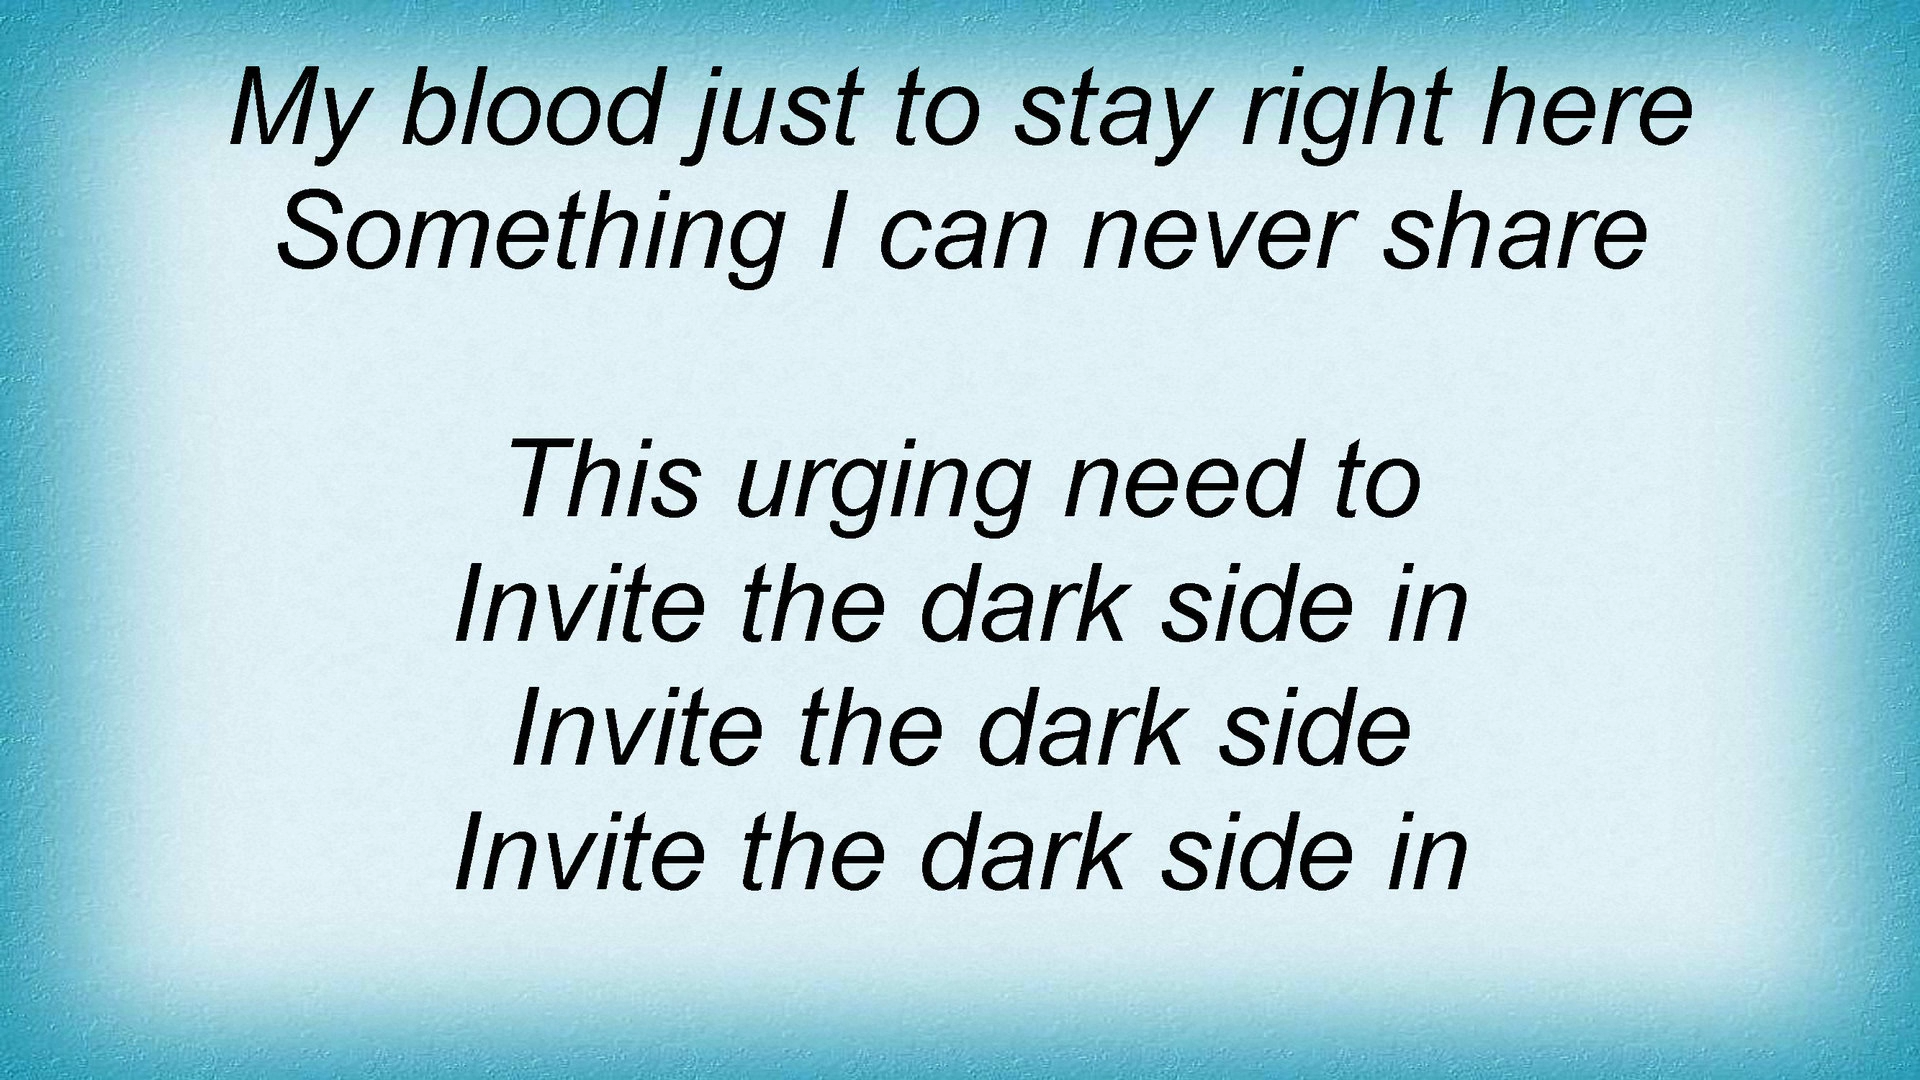 My blood just to stay right here
Something I can never share
This urging need to
Invite the dark side in
Invite the dark side
Invite the dark side in